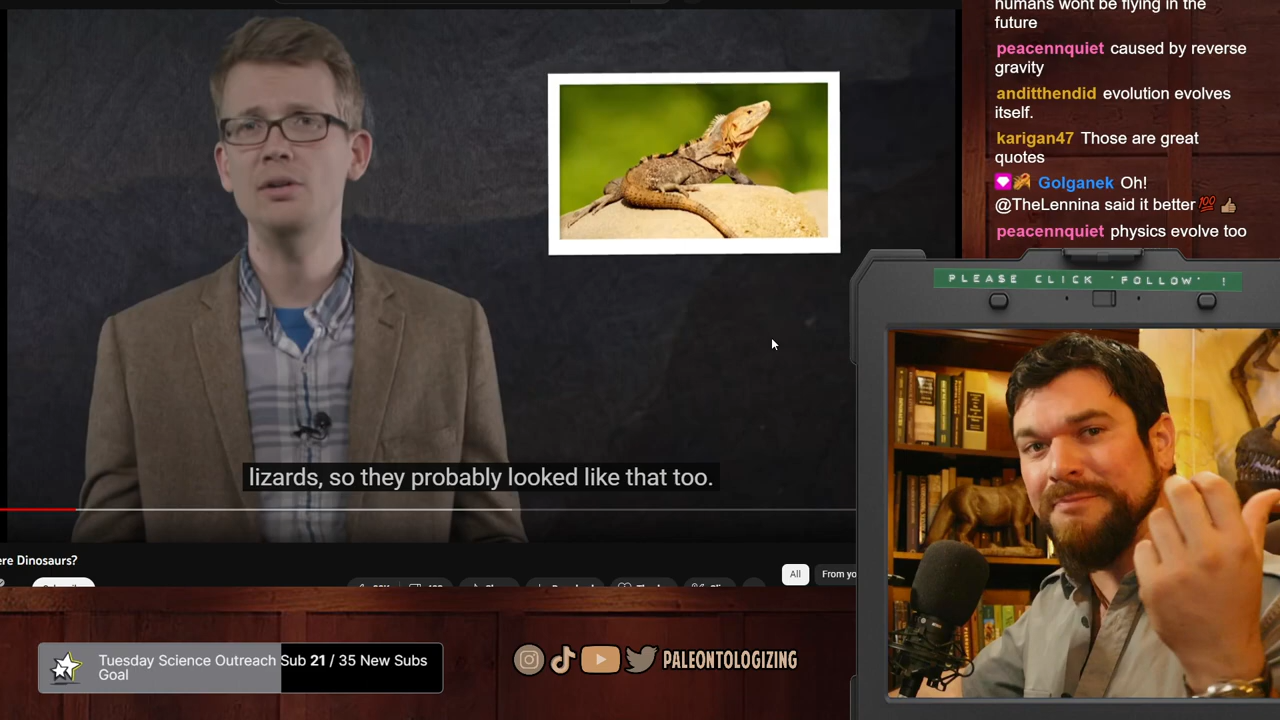 humans wont be flying in the
future
peacennquiet caused by reverse
gravity
anditthendid evolution evolves
itself.
karigan47 Those are great
quotes
Golganek Oh!
@TheLennina said it better💯👍🏽
peacennquiet physics evolve too
PLEASE CLICK 'FOLLOW' !
lizards, so they probably looked like that too.
ere Dinosaurs?
All
From yo
Tuesday Science Outreach Sub 21 / 35 New Subs
Goal
PALEONTOLOGIZING